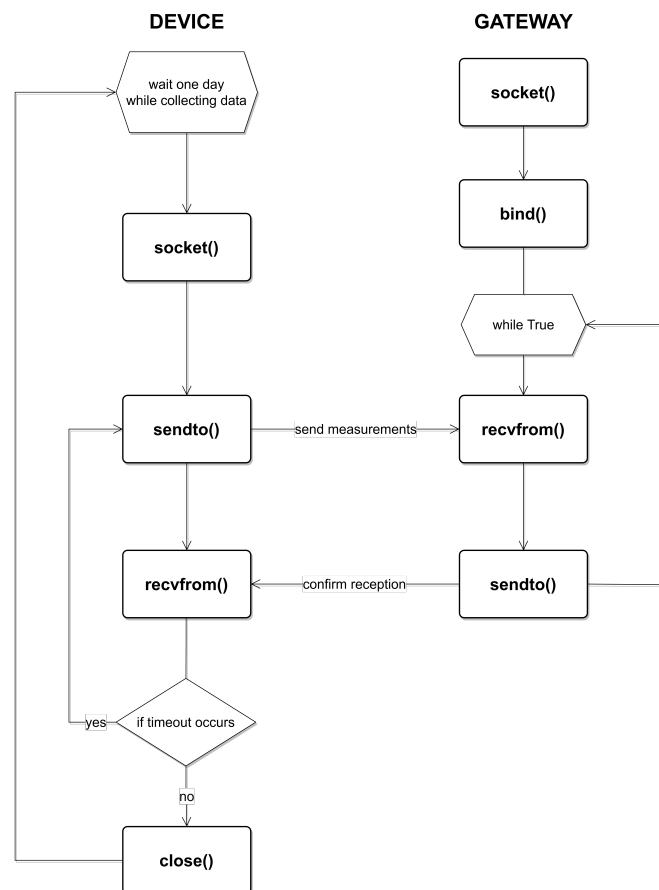 DEVICE
GATEWAY
wait one day
while collecting data
socket()
socket()
bind()
while True
sendto()
send measurements
recvfrom()
recvfrom()
confirm reception
sendto()
yes
if timeout occurs
no
close()